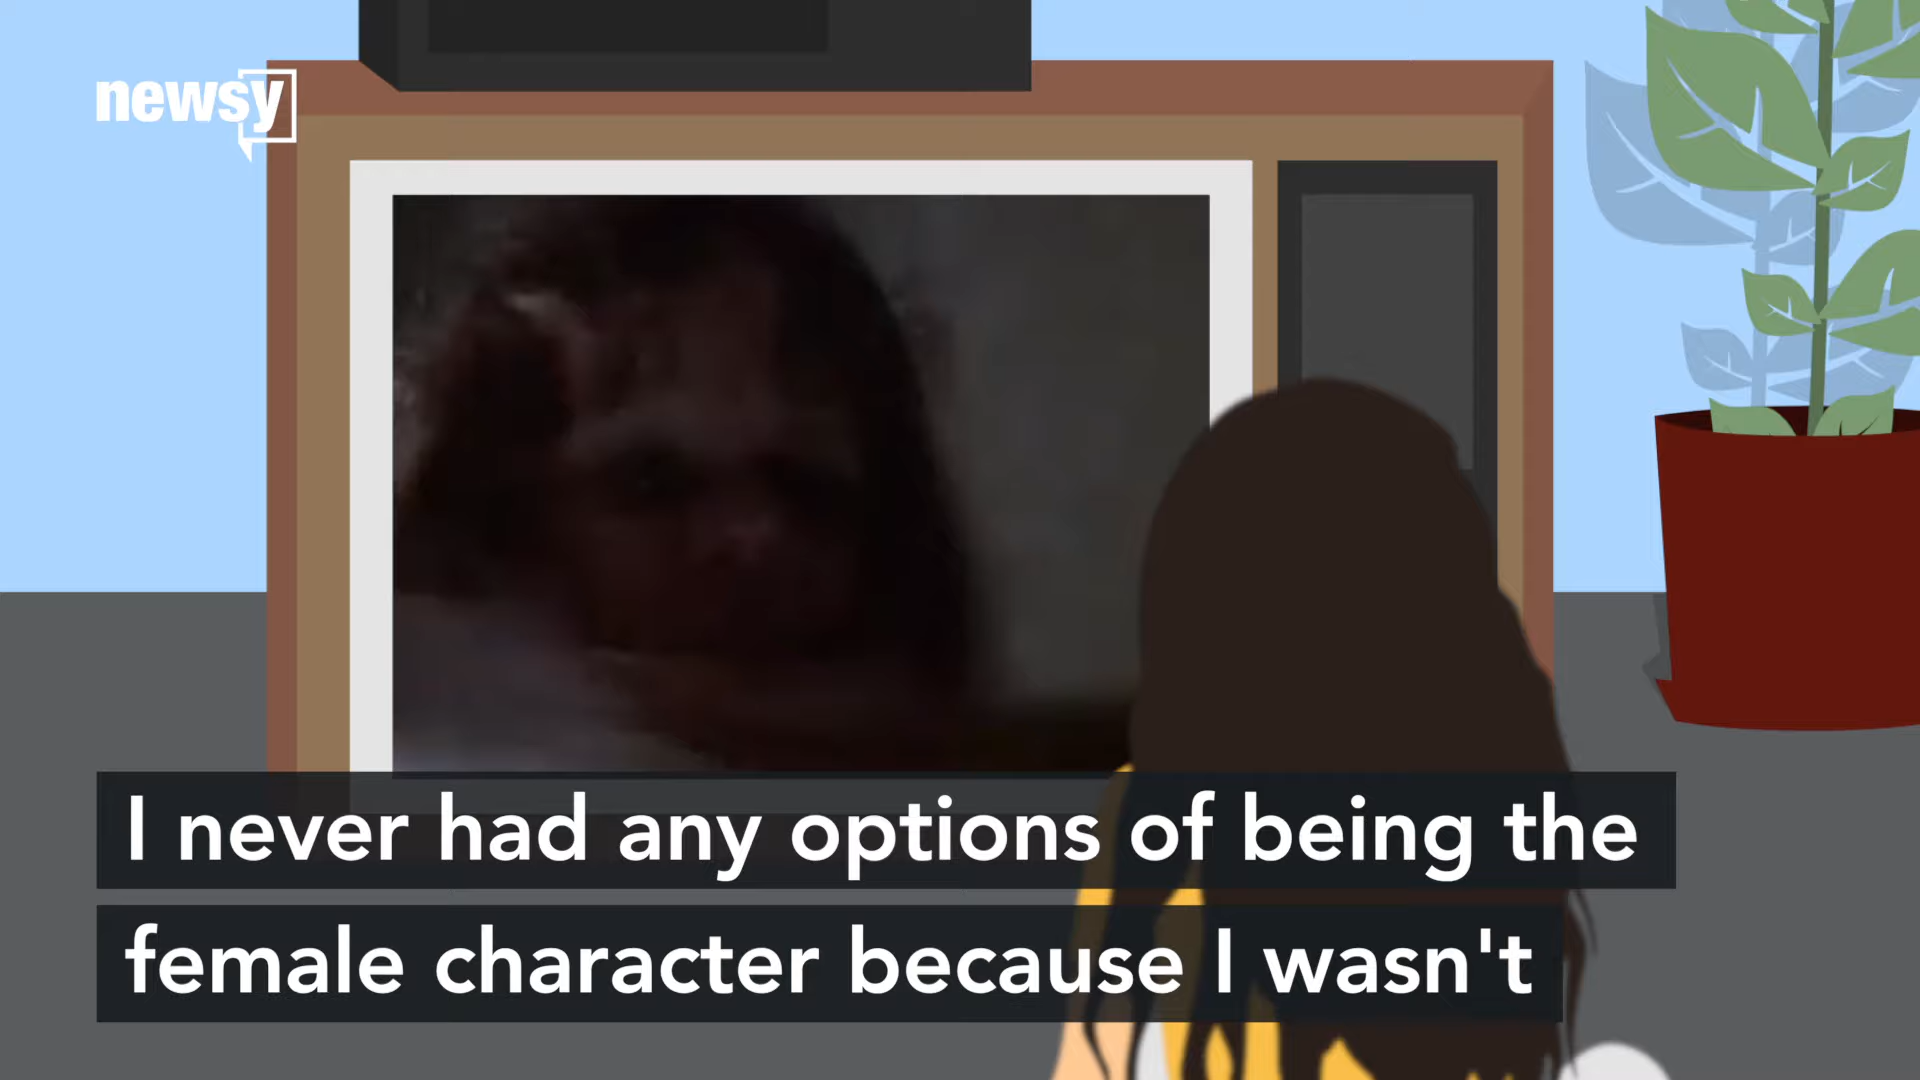 newsy
I never had any options of being the
female character because I wasn't